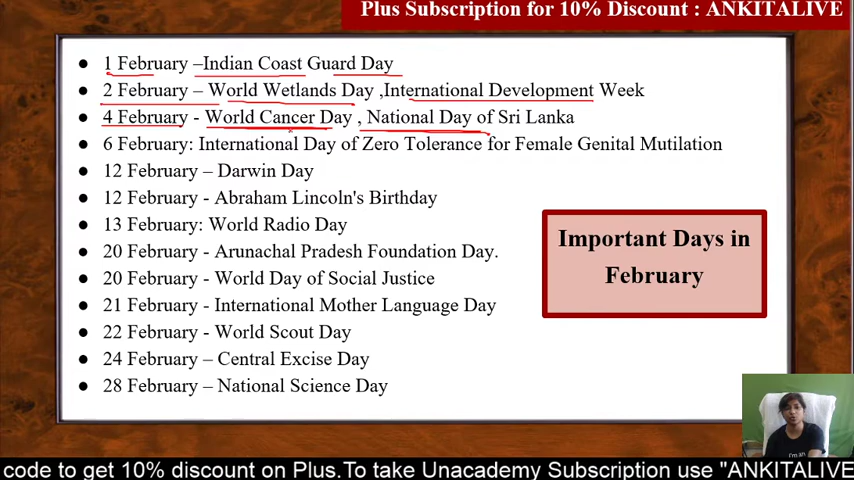 Plus Subscription for 10% Discount : ANKITALIVE
● 1 February –Indian Coast Guard Day
● 2 February – World Wetlands Day ,International Development Week
● 4 February - World Cancer Day , National Day of Sri Lanka
● 6 February: International Day of Zero Tolerance for Female Genital Mutilation
● 12 February – Darwin Day
● 12 February - Abraham Lincoln's Birthday
● 13 February: World Radio Day
● 20 February - Arunachal Pradesh Foundation Day.
● 20 February - World Day of Social Justice
● 21 February - International Mother Language Day
● 22 February - World Scout Day
● 24 February – Central Excise Day
● 28 February – National Science Day
Important Days in
February
I'm an
code to get 10% discount on Plus.To take Unacademy Subscription use "ANKITALIVE